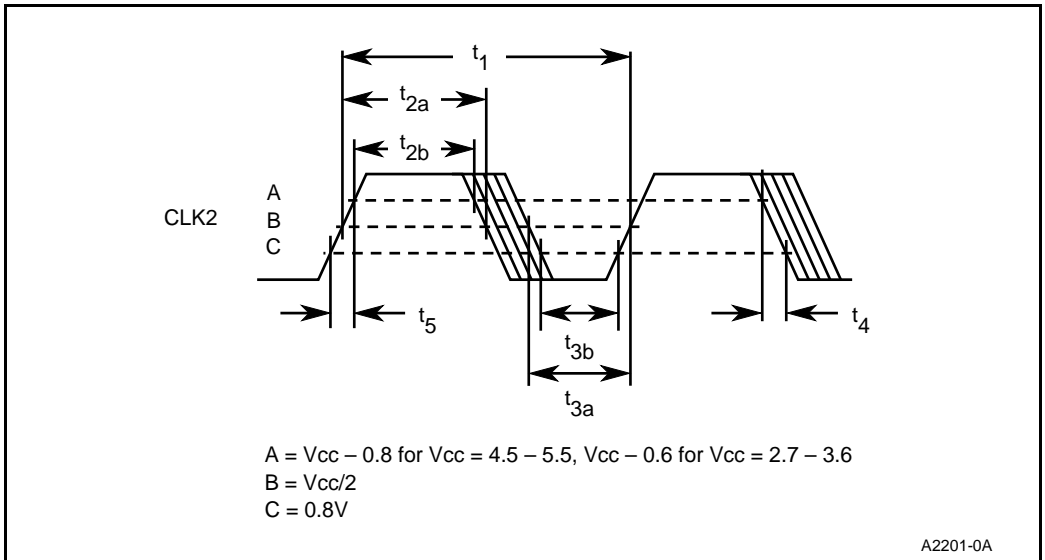 t1
t2a
t2b
A
B
C
CLK2
t5
t4
t3b
t3a
A = Vcc – 0.8 for Vcc = 4.5 – 5.5, Vcc – 0.6 for Vcc = 2.7 – 3.6
B = Vcc/2
C = 0.8V
A2201-0A